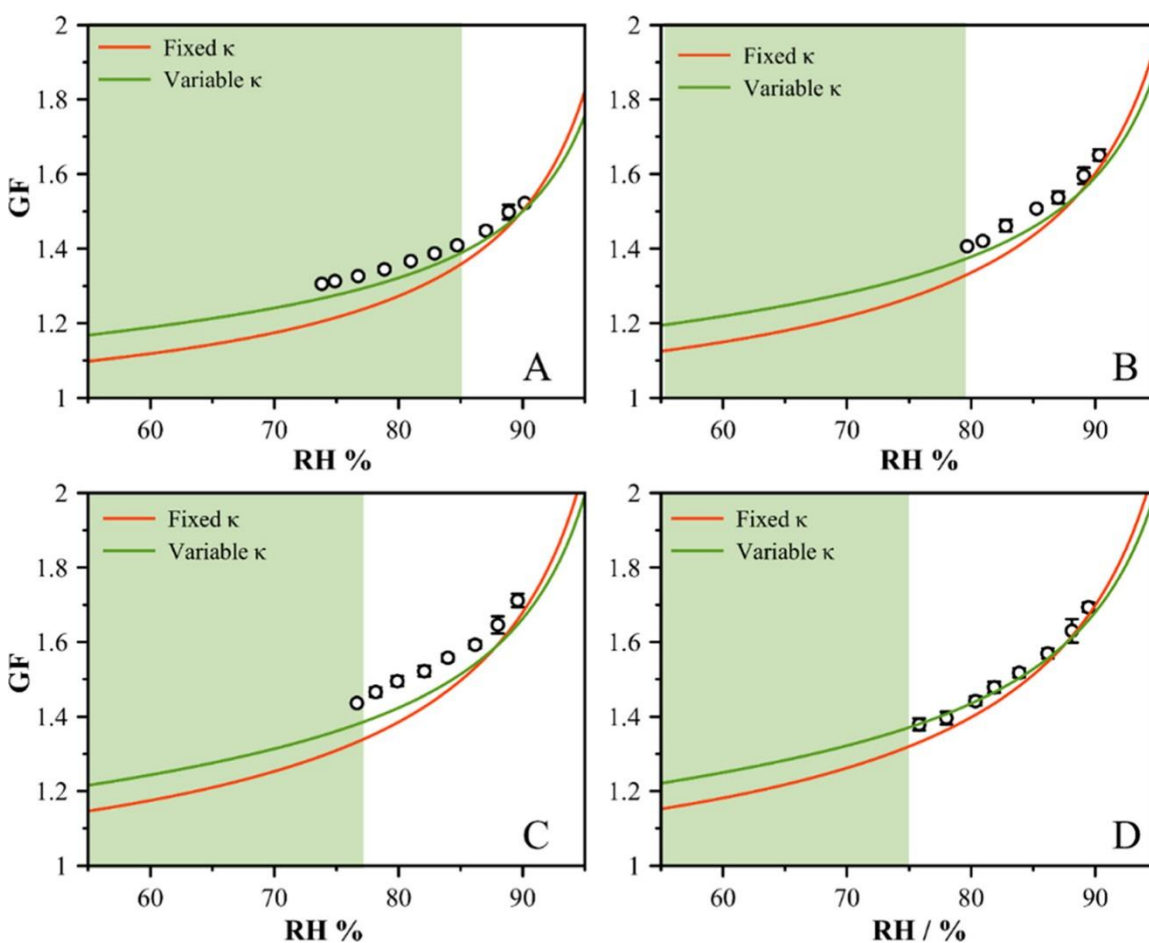 2
Fixed κ
Variable κ
1.8
1.6
GF
1.4
1.2
A
1
60 70 80 90
RH %
2
Fixed κ
Variable κ
1.8
1.6
1.4
1.2
B
1
60 70 80 90
RH %
2
Fixed κ
Variable κ
1.8
1.6
GF
1.4
1.2
C
1
60 70 80 90
RH %
2
Fixed κ
Variable κ
1.8
1.6
1.4
1.2
D
1
60 70 80 90
RH / %